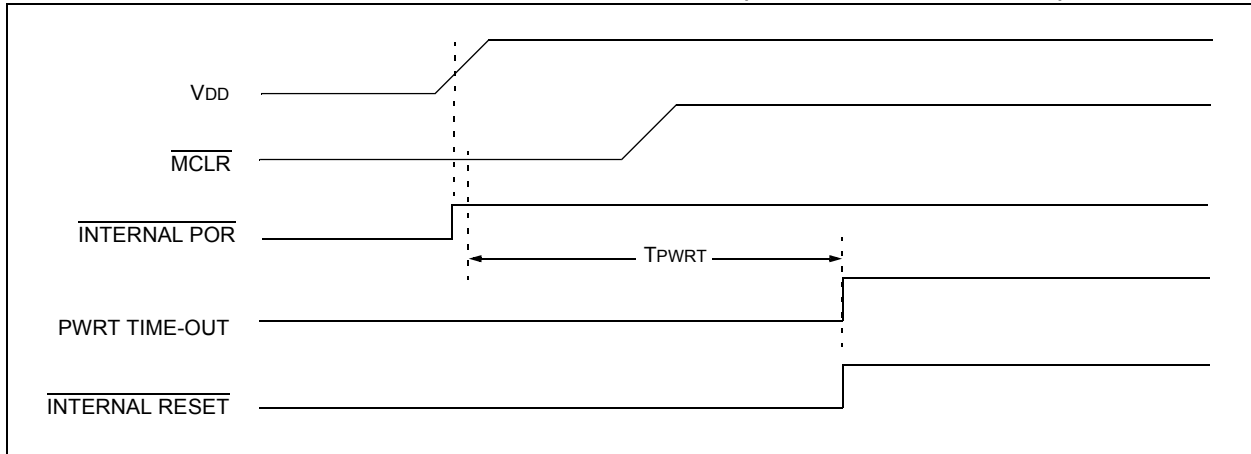 VDD
MCLR
INTERNAL POR
TPWRT
PWRT TIME-OUT
INTERNAL RESET